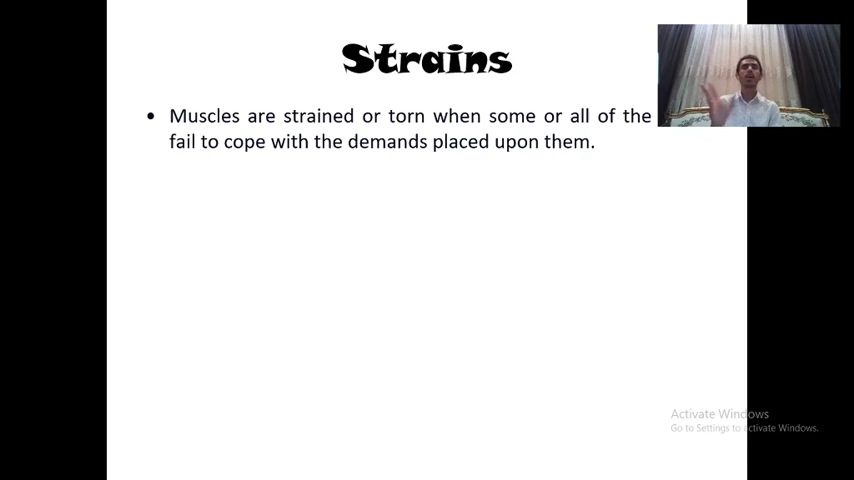 Strains
• Muscles are strained or torn when some or all of the
fail to cope with the demands placed upon them.
Activate Windows
Go to Settings to activate Windows.